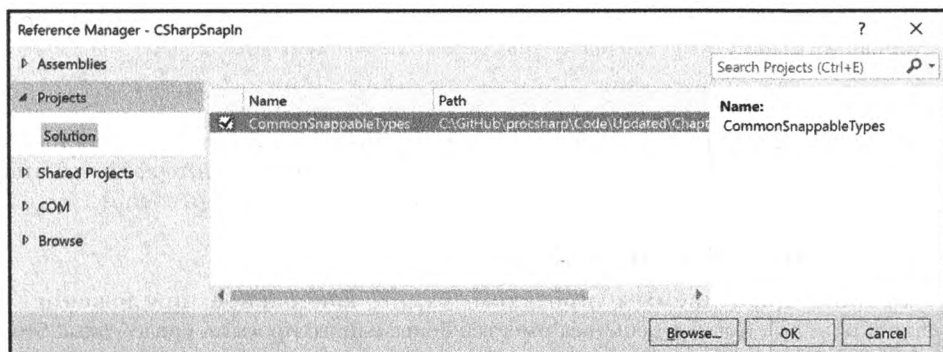 Reference Manager - CSharpSnapIn ? ×
Assemblies
Search Projects (Ctrl+E)
Projects
Name Path
Name:
CommonSnappableTypes
CommonSnappableTypes C:\GitHub\procsharp\Code\Updated\Chapt
Solution
Shared Projects
COM
Browse
Browse... OK Cancel